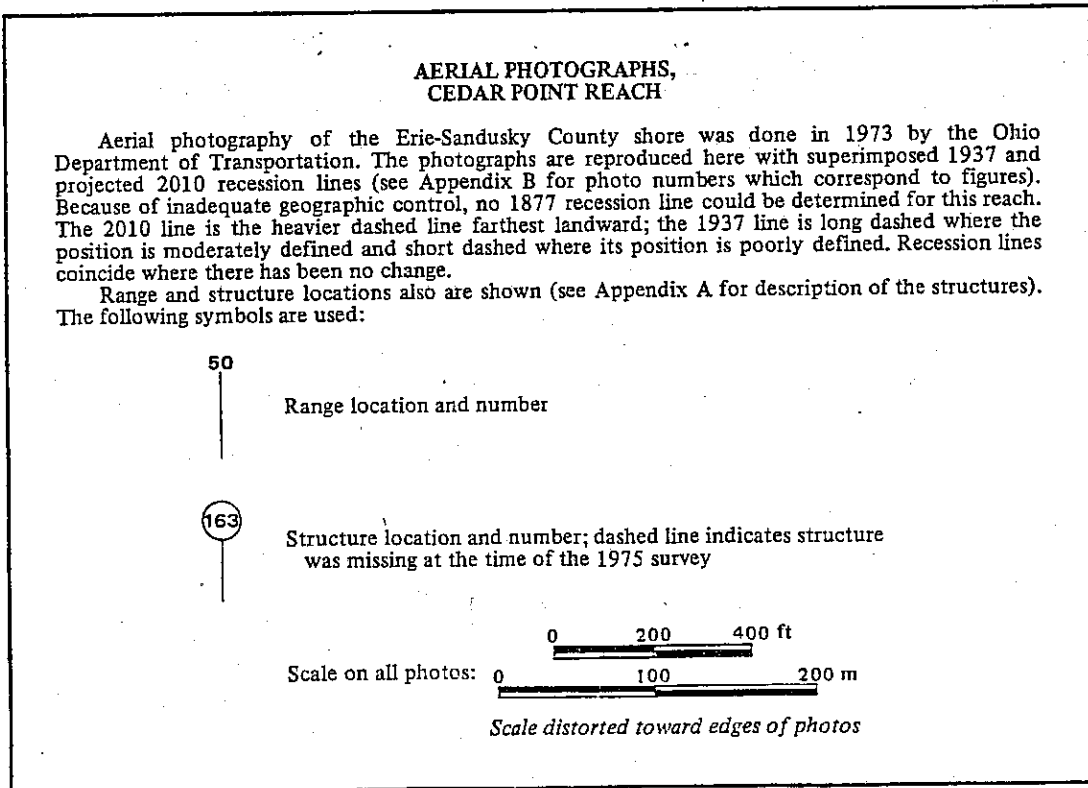 AERIAL PHOTOGRAPHS,
CEDAR POINT REACH
Aerial photography of the Erie-Sandusky County shore was done in 1973 by the Ohio
Department of Transportation. The photographs are reproduced here with superimposed 1937 and
projected 2010 recession lines (see Appendix B for photo numbers which correspond to figures).
Because of inadequate geographic control, no 1877 recession line could be determined for this reach.
The 2010 line is the heavier dashed line farthest landward; the 1937 line is long dashed where the
position is moderately defined and short dashed where its position is poorly defined. Recession lines
coincide where there has been no change.
Range and structure locations also are shown (see Appendix A for description of the structures).
The following symbols are used:
50
Range location and number
163
Structure location and number; dashed line indicates structure
was missing at the time of the 1975 survey
0 200 400 ft
Scale on all photos: 0 100 200 m
Scale distorted toward edges of photos